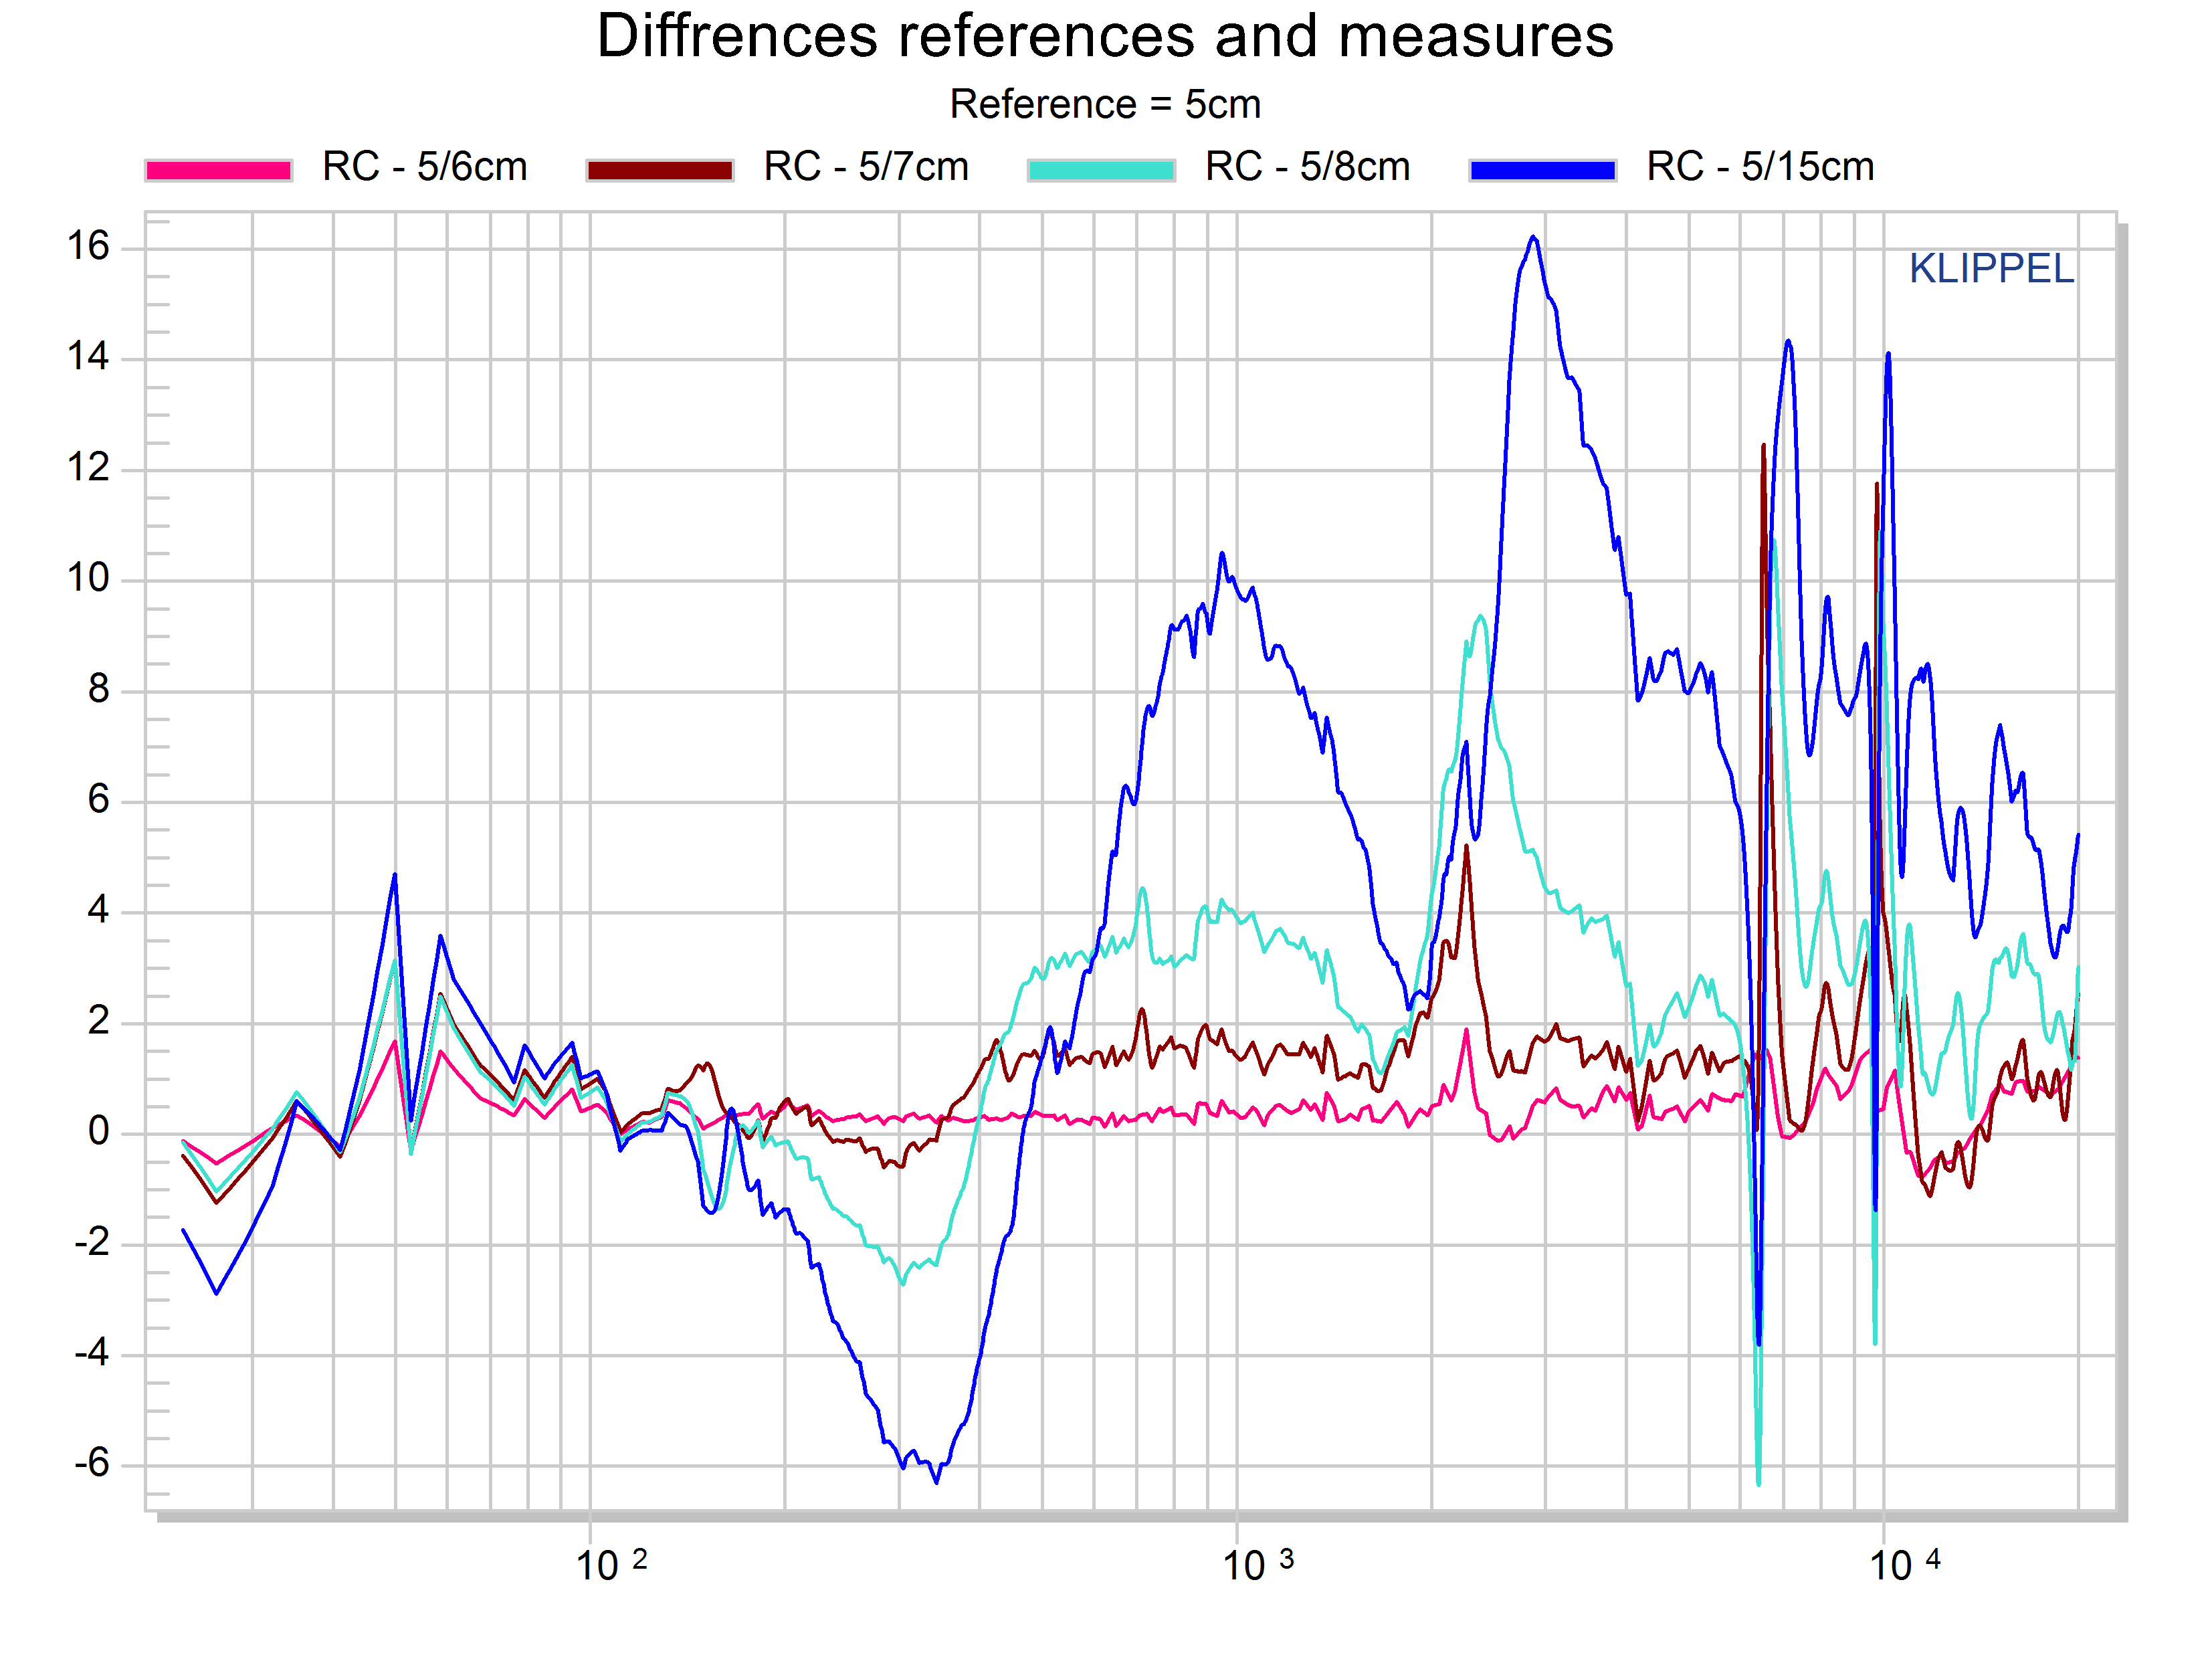 Diffrences references and measures
Reference = 5cm
RC - 5/6cm RC - 5/7cm RC - 5/8cm RC - 5/15cm
KLIPPEL
16
14
12
10
8
6
4
2
0
-2
-4
-6
10 2 10 3 10 4